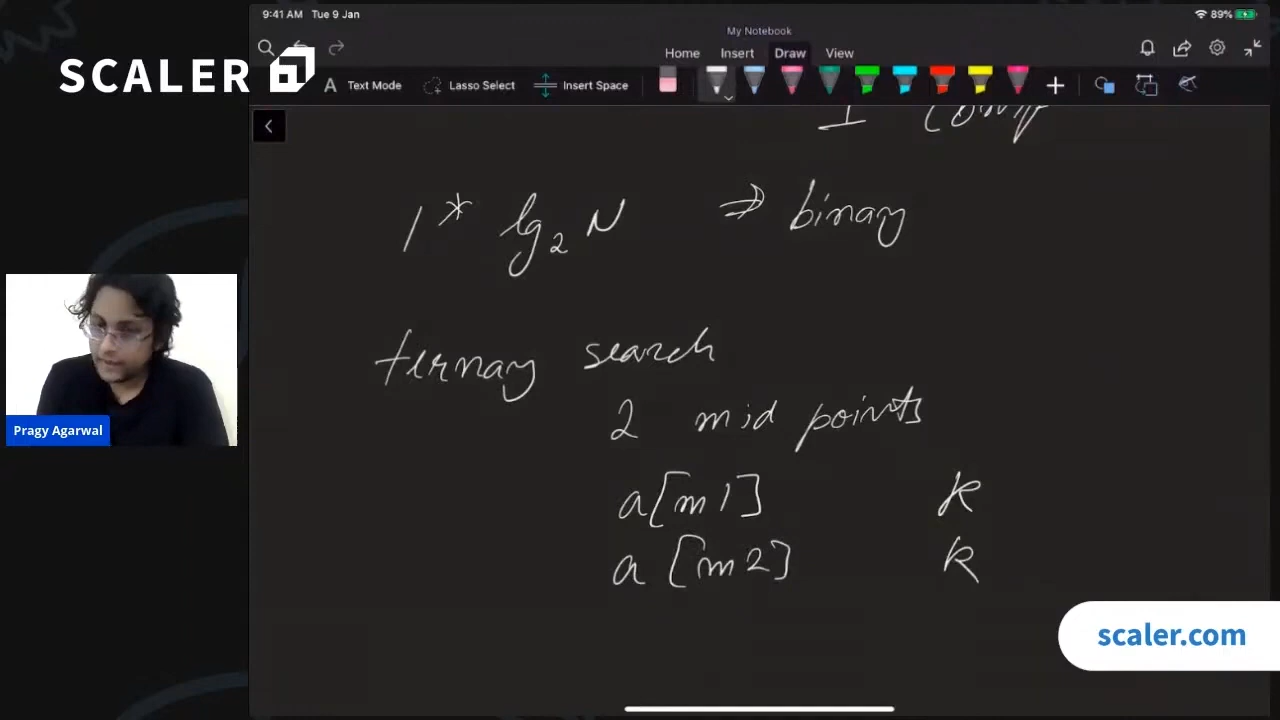 9:41 AM Tue 9 Jan
89%
My Notebook
SCALER
Home Insert Draw View
Text Mode Lasso Select Insert Space
1 * lg₂ N ⇒ binary
ternay search
2 mid points
a[m1] k
a[m2] k
Pragy Agarwal
scaler.com